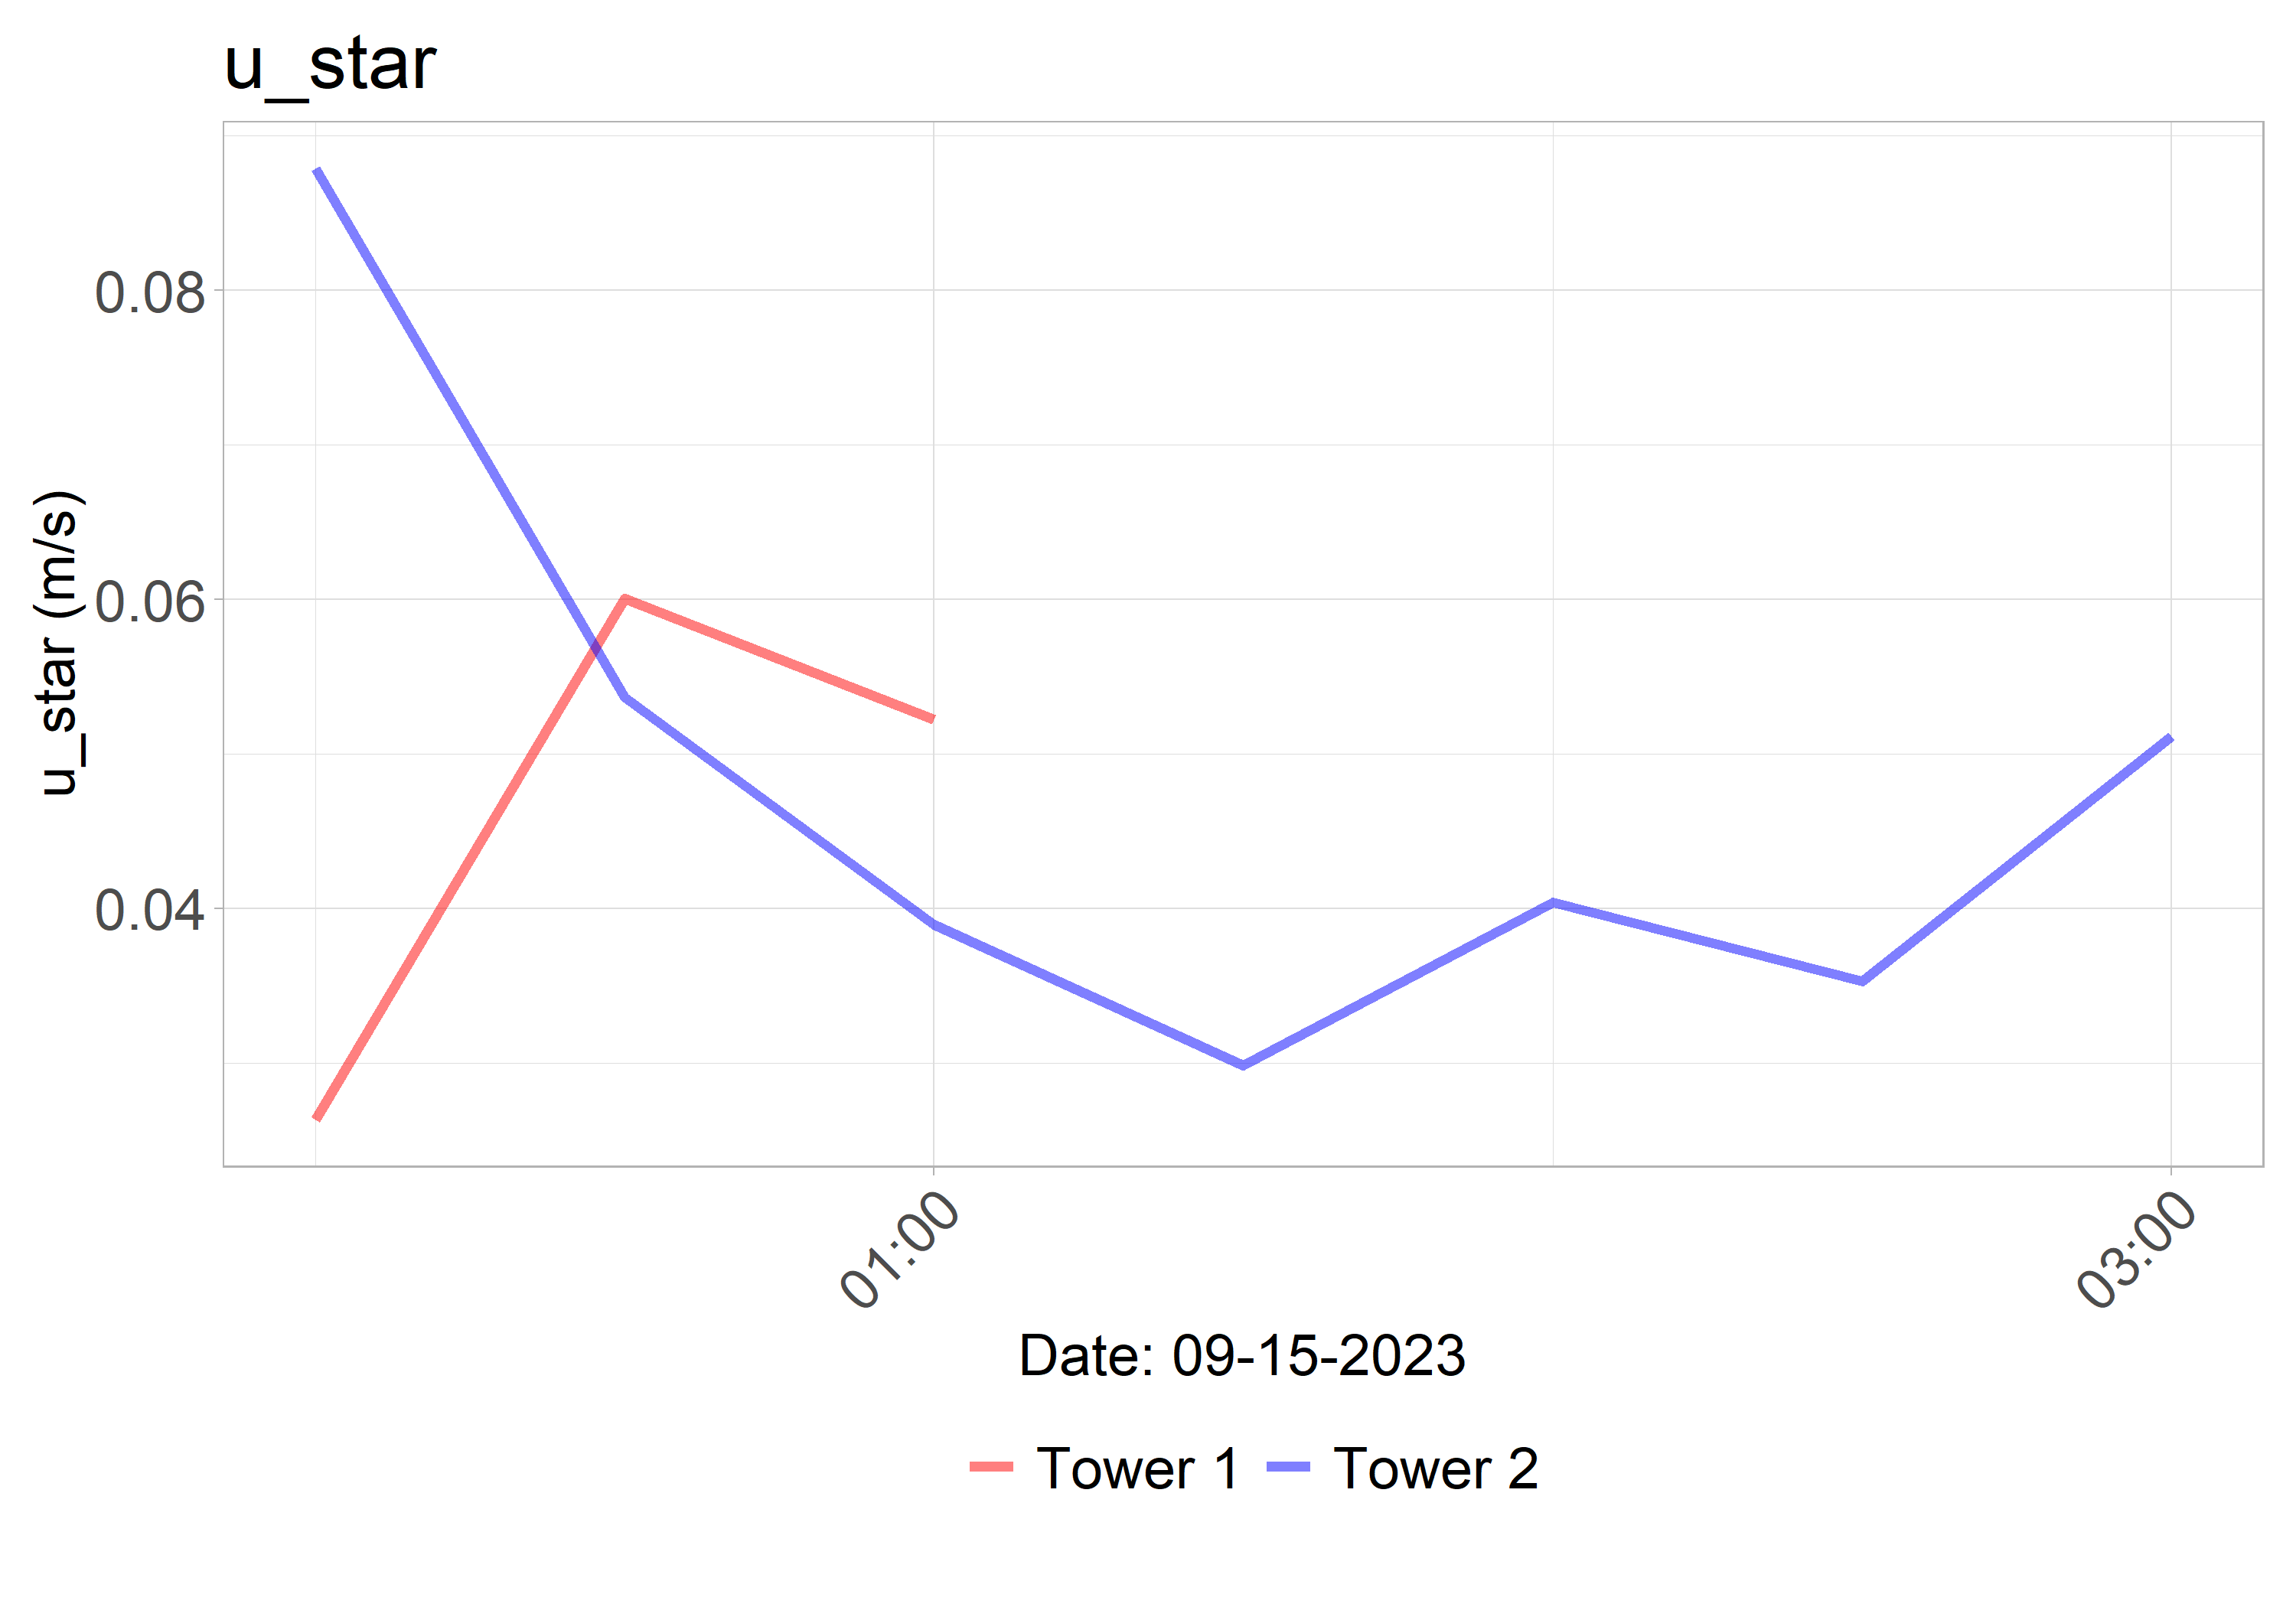 u_star
u_star (m/s)
0.08
0.06
0.04
01:00
03:00
Date: 09-15-2023
Tower 1
Tower 2